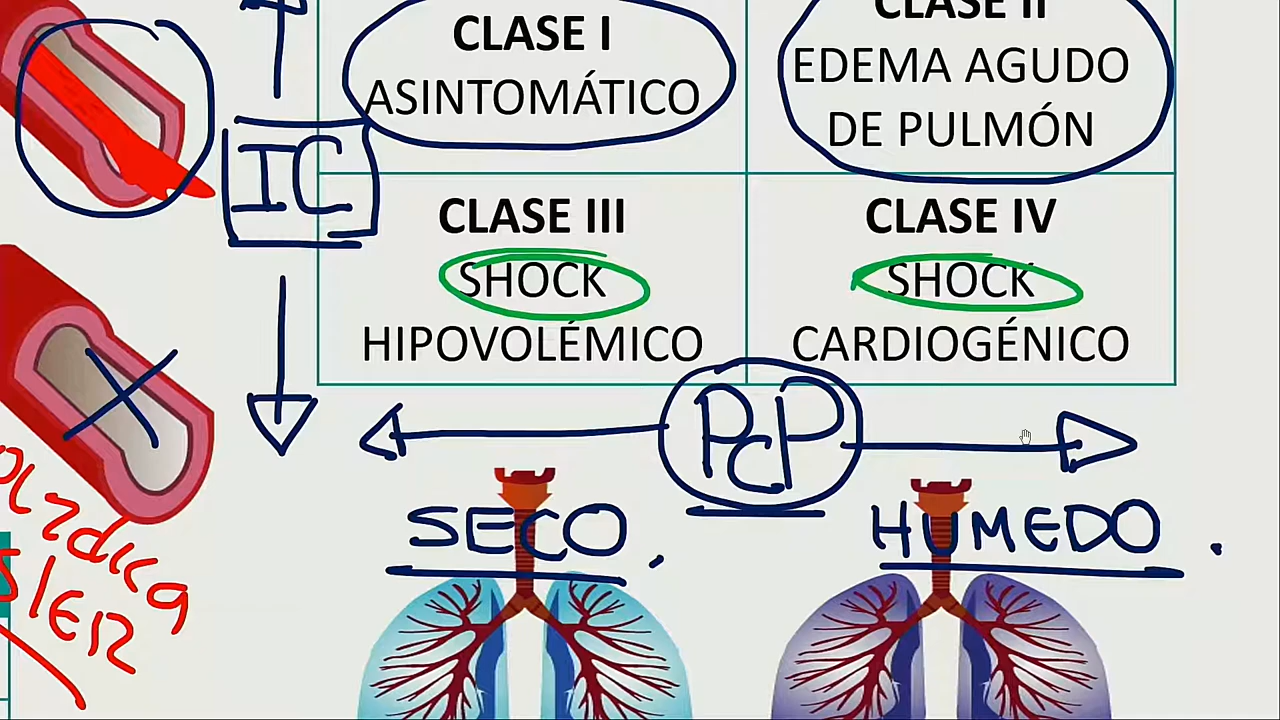 CLASE I
ASINTOMÁTICO
CLASE II
EDEMA AGUDO
DE PULMÓN
IC
CLASE III
SHOCK
HIPOVOLÉMICO
CLASE IV
SHOCK
CARDIOGÉNICO
PCP
SECO.
HUMEDO.